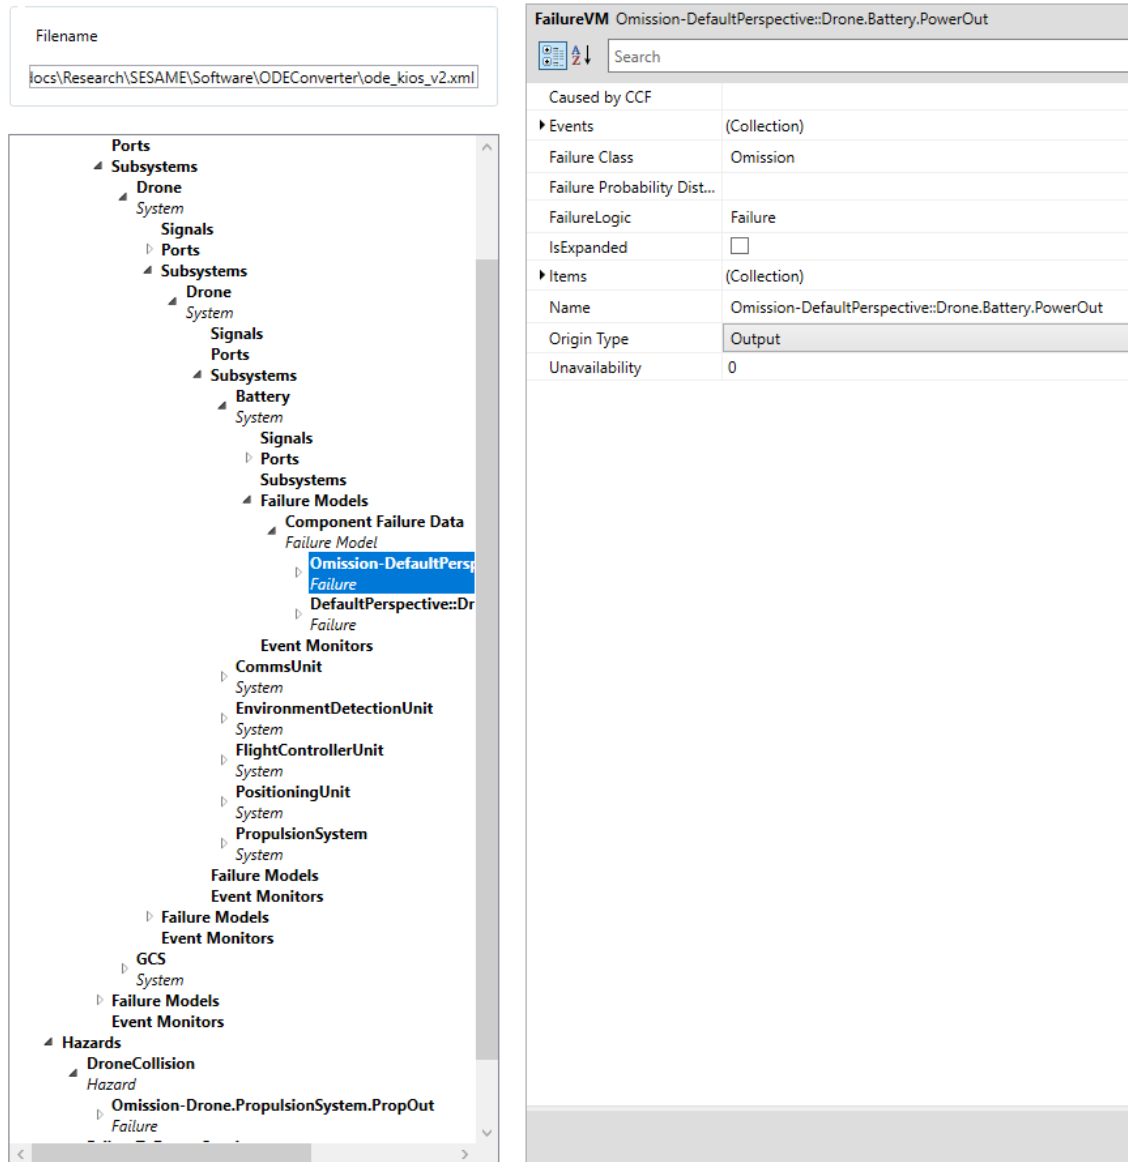 Filename
docs\Research\SESAME\Software\ODEConverter\ode_kios_v2.xml
Ports
Subsystems
Drone
System
Signals
Ports
Subsystems
Drone
System
Signals
Ports
Subsystems
Battery
System
Signals
Ports
Subsystems
Failure Models
Component Failure Data
Failure Model
Omission-DefaultPersp
Failure
DefaultPerspective::Dr
Failure
Event Monitors
CommsUnit
System
EnvironmentDetectionUnit
System
FlightControllerUnit
System
PositioningUnit
System
PropulsionSystem
System
Failure Models
Event Monitors
Failure Models
Event Monitors
GCS
System
Failure Models
Event Monitors
Hazards
DroneCollision
Hazard
Omission-Drone.PropulsionSystem.PropOut
Failure
FailureVM Omission-DefaultPerspective::Drone.Battery.PowerOut
Search
Caused by CCF
Events (Collection)
Failure Class Omission
Failure Probability Dist...
FailureLogic Failure
IsExpanded
Items (Collection)
Name Omission-DefaultPerspective::Drone.Battery.PowerOut
Origin Type Output
Unavailability 0